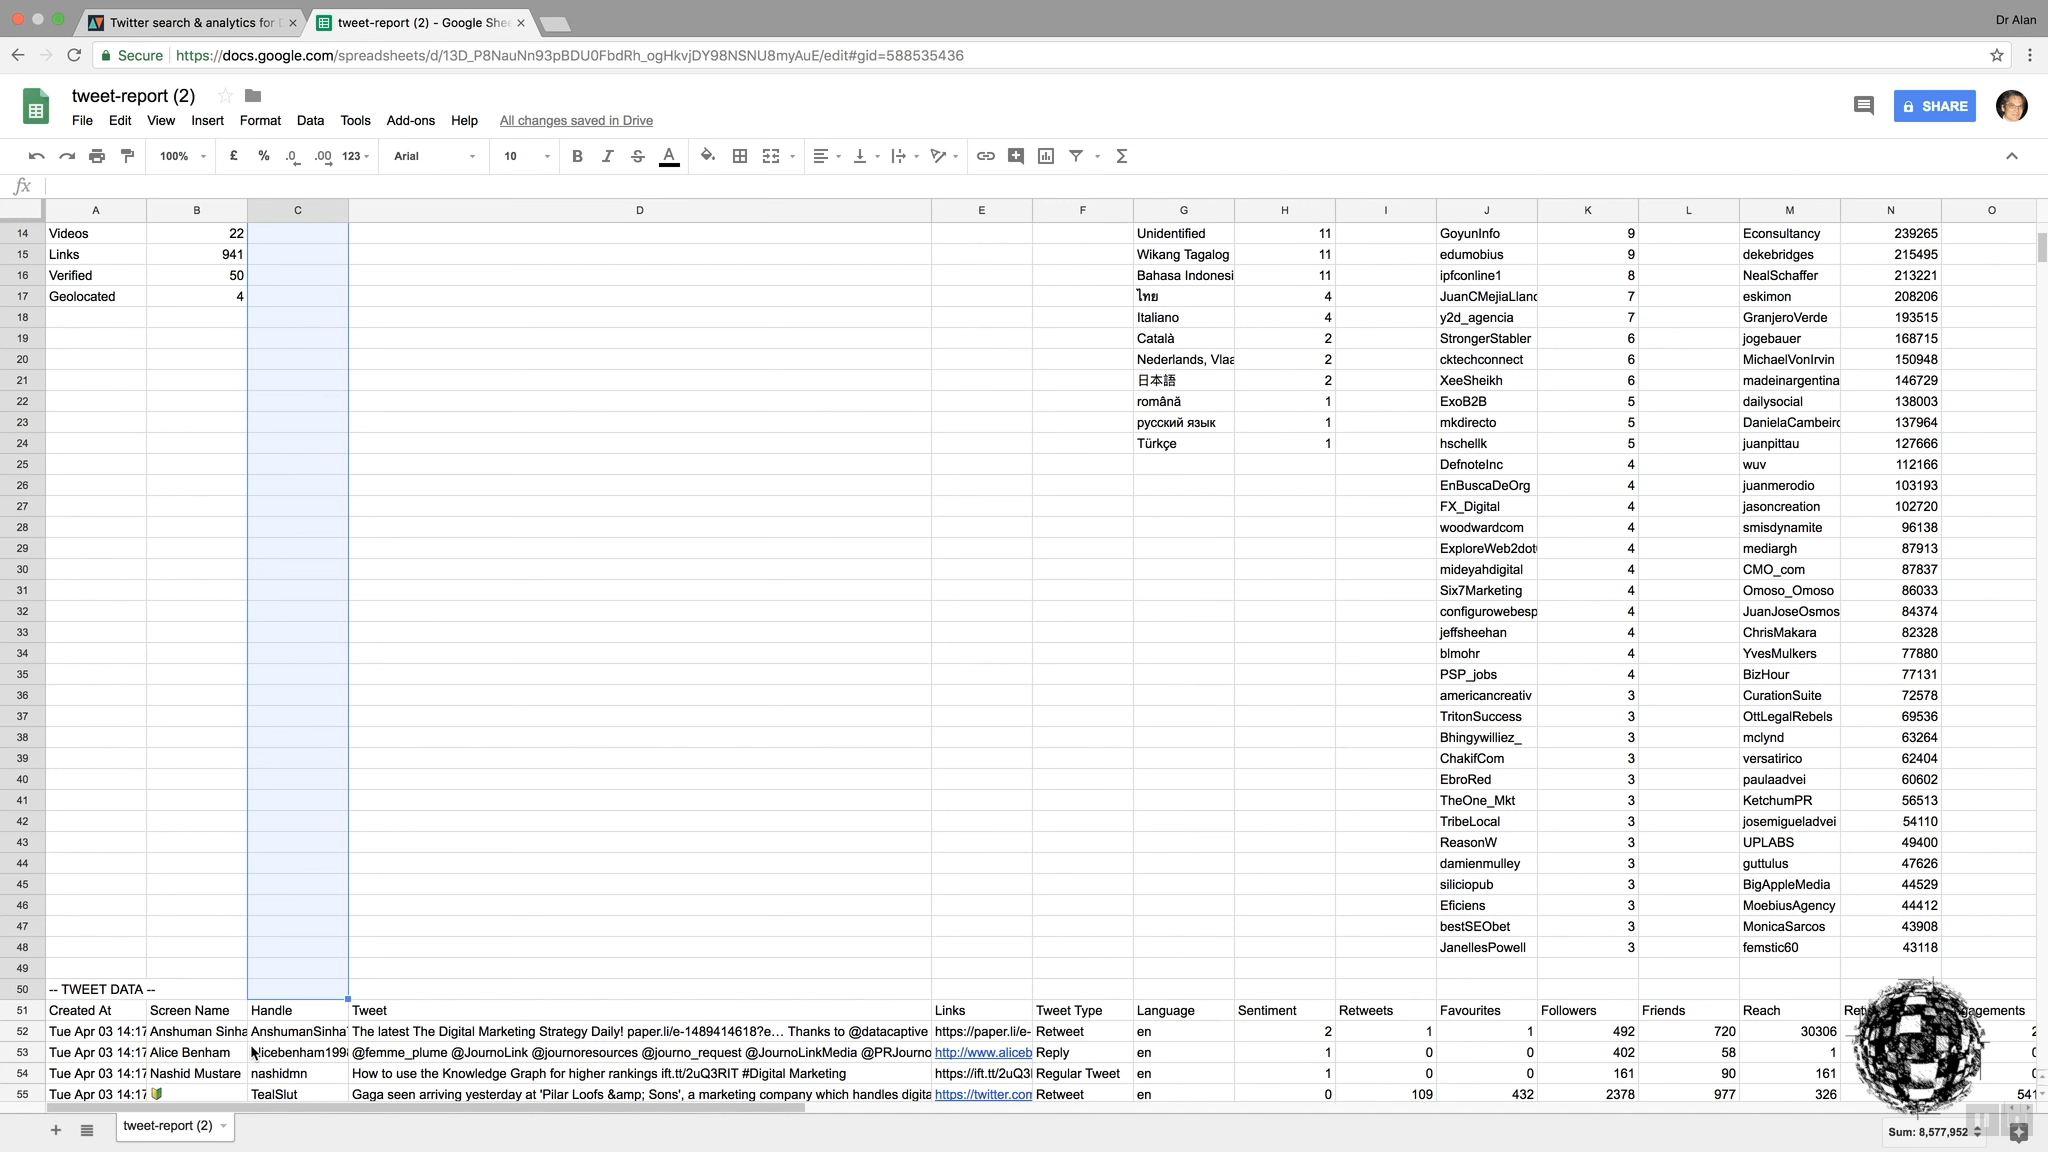 Twitter search & analytics for
tweet-report (2) - Google Shee
Dr Alan
Secure
https://docs.google.com/spreadsheets/d/13D_P8NauNn93pBDU0FbdRh_ogHkvjDY98NSNU8myAuE/edit#gid=588535436
tweet-report (2)
SHARE
File Edit View Insert Format Data Tools Add-ons Help All changes saved in Drive
100% £ % .0 .00 123 Arial 10 B I S A Σ
fx
A B C D E F G H I J K L M N O
14 Videos 22 Unidentified 11 GoyunInfo 9 Econsultancy 239265
15 Links 941 Wikang Tagalog 11 edumobius 9 dekebridges 215495
16 Verified 50 Bahasa Indonesi 11 ipfconline1 8 NealSchaffer 213221
17 Geolocated 4 ไทย 4 JuanCMejiaLlano 7 eskimon 208206
18 Italiano 4 y2d_agencia 7 GranjeroVerde 193515
19 Català 2 StrongerStabler 6 jogebauer 168715
20 Nederlands, Vlaa 2 cktechconnect 6 MichaelVonIrvin 150948
21 日本語 2 XeeSheikh 6 madeinargentina 146729
22 română 1 ExoB2B 5 dailysocial 138003
23 русский язык 1 mkdirecto 5 DanielaCambeiro 137964
24 Türkçe 1 hschellk 5 juanpittau 127666
25 DefnoteInc 4 wuv 112166
26 EnBuscaDeOrg 4 juanmerodio 103193
27 FX_Digital 4 jasoncreation 102720
28 woodwardcom 4 smisdynamite 96138
29 ExploreWeb2dot 4 mediargh 87913
30 mideyahdigital 4 CMO_com 87837
31 Six7Marketing 4 Omoso_Omoso 86033
32 configurowebesp 4 JuanJoseOsmos 84374
33 jeffsheehan 4 ChrisMakara 82328
34 blmohr 4 YvesMulkers 77880
35 PSP_jobs 4 BizHour 77131
36 americancreativ 3 CurationSuite 72578
37 TritonSuccess 3 OttLegalRebels 69536
38 Bhingywilliez_ 3 mclynd 63264
39 ChakifCom 3 versatirico 62404
40 EbroRed 3 paulaadvei 60602
41 TheOne_Mkt 3 KetchumPR 56513
42 TribeLocal 3 josemigueladvei 54110
43 ReasonW 3 UPLABS 49400
44 damienmulley 3 guttulus 47626
45 siliciopub 3 BigAppleMedia 44529
46 Eficiens 3 MoebiusAgency 44412
47 bestSEObet 3 MonicaSarcos 43908
48 JanellesPowell 3 femstic60 43118
49
50 -- TWEET DATA --
51 Created At Screen Name Handle Tweet Links Tweet Type Language Sentiment Retweets Favourites Followers Friends Reach
52 Tue Apr 03 14:17 Anshuman Sinha AnshumanSinha The latest The Digital Marketing Strategy Daily! paper.li/e-1489414618?e… Thanks to @datacaptive https://paper.li/e- Retweet en 2 1 1 492 720 30306 2
53 Tue Apr 03 14:17 Alice Benham alicebenham199 @femme_plume @JournoLink @journoresources @journo_request @JournoLinkMedia @PRJourno http://www.aliceb Reply en 1 0 0 402 58 1 0
54 Tue Apr 03 14:17 Nashid Mustare nashidmn How to use the Knowledge Graph for higher rankings ift.tt/2uQ3RIT #Digital Marketing https://ift.tt/2uQ3 Regular Tweet en 1 0 0 161 90 161 0
55 Tue Apr 03 14:17 TealSlut Gaga seen arriving yesterday at 'Pilar Loofs &amp; Sons', a marketing company which handles digita https://twitter.com Retweet en 0 109 432 2378 977 326 541
tweet-report (2)
Sum: 8,577,952